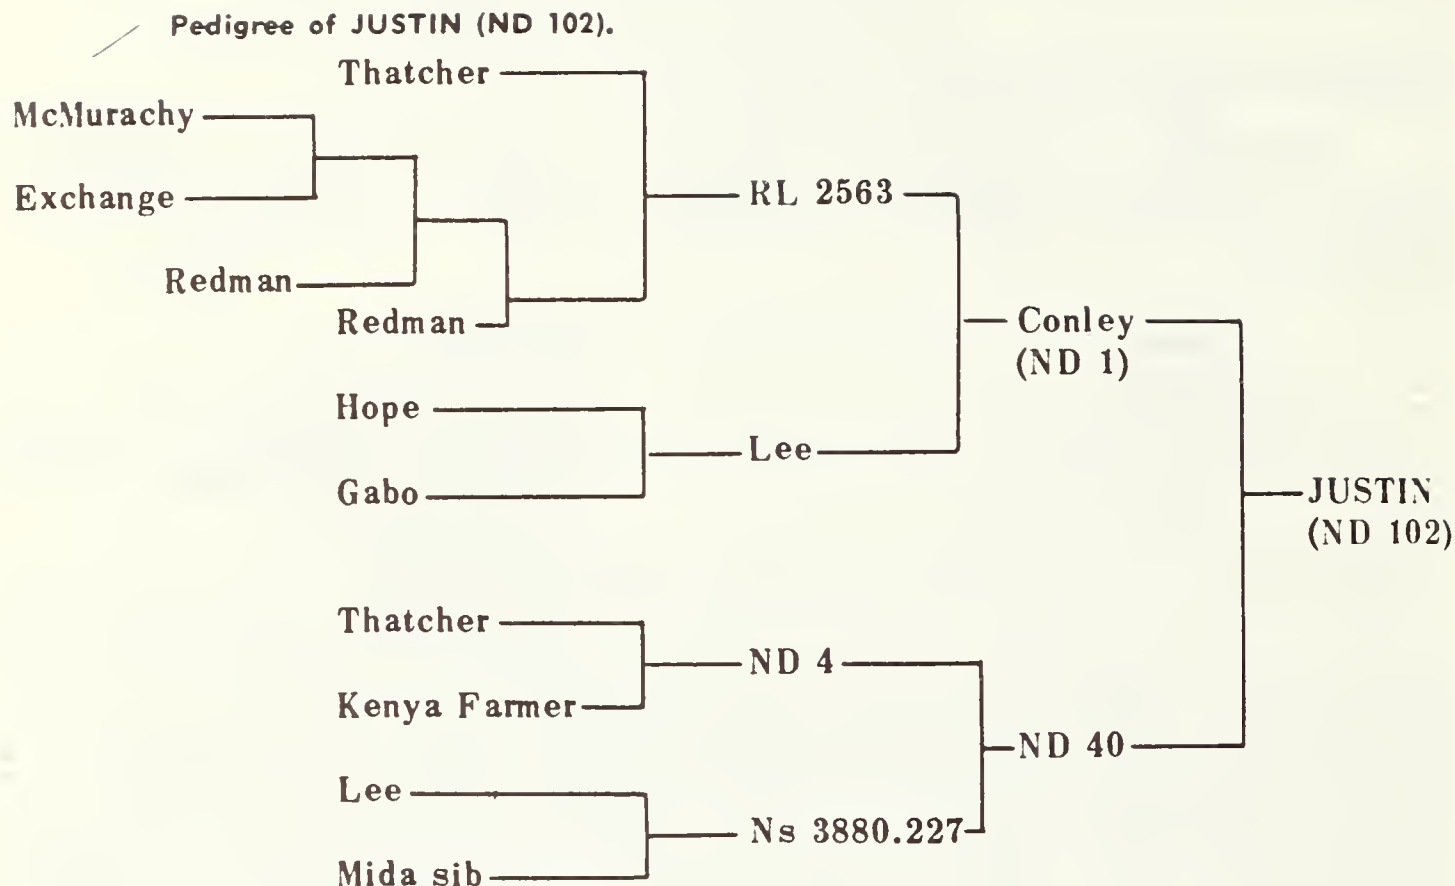 Pedigree of JUSTIN (ND 102).
Thatcher
McMurachy
Exchange
RL 2563
Redman
Redman
Conley
(ND 1)
Hope
Lee
Gabo
JUSTIN
(ND 102)
Thatcher
ND 4
Kenya Farmer
ND 40
Lee
Ns 3880.227
Mida sib